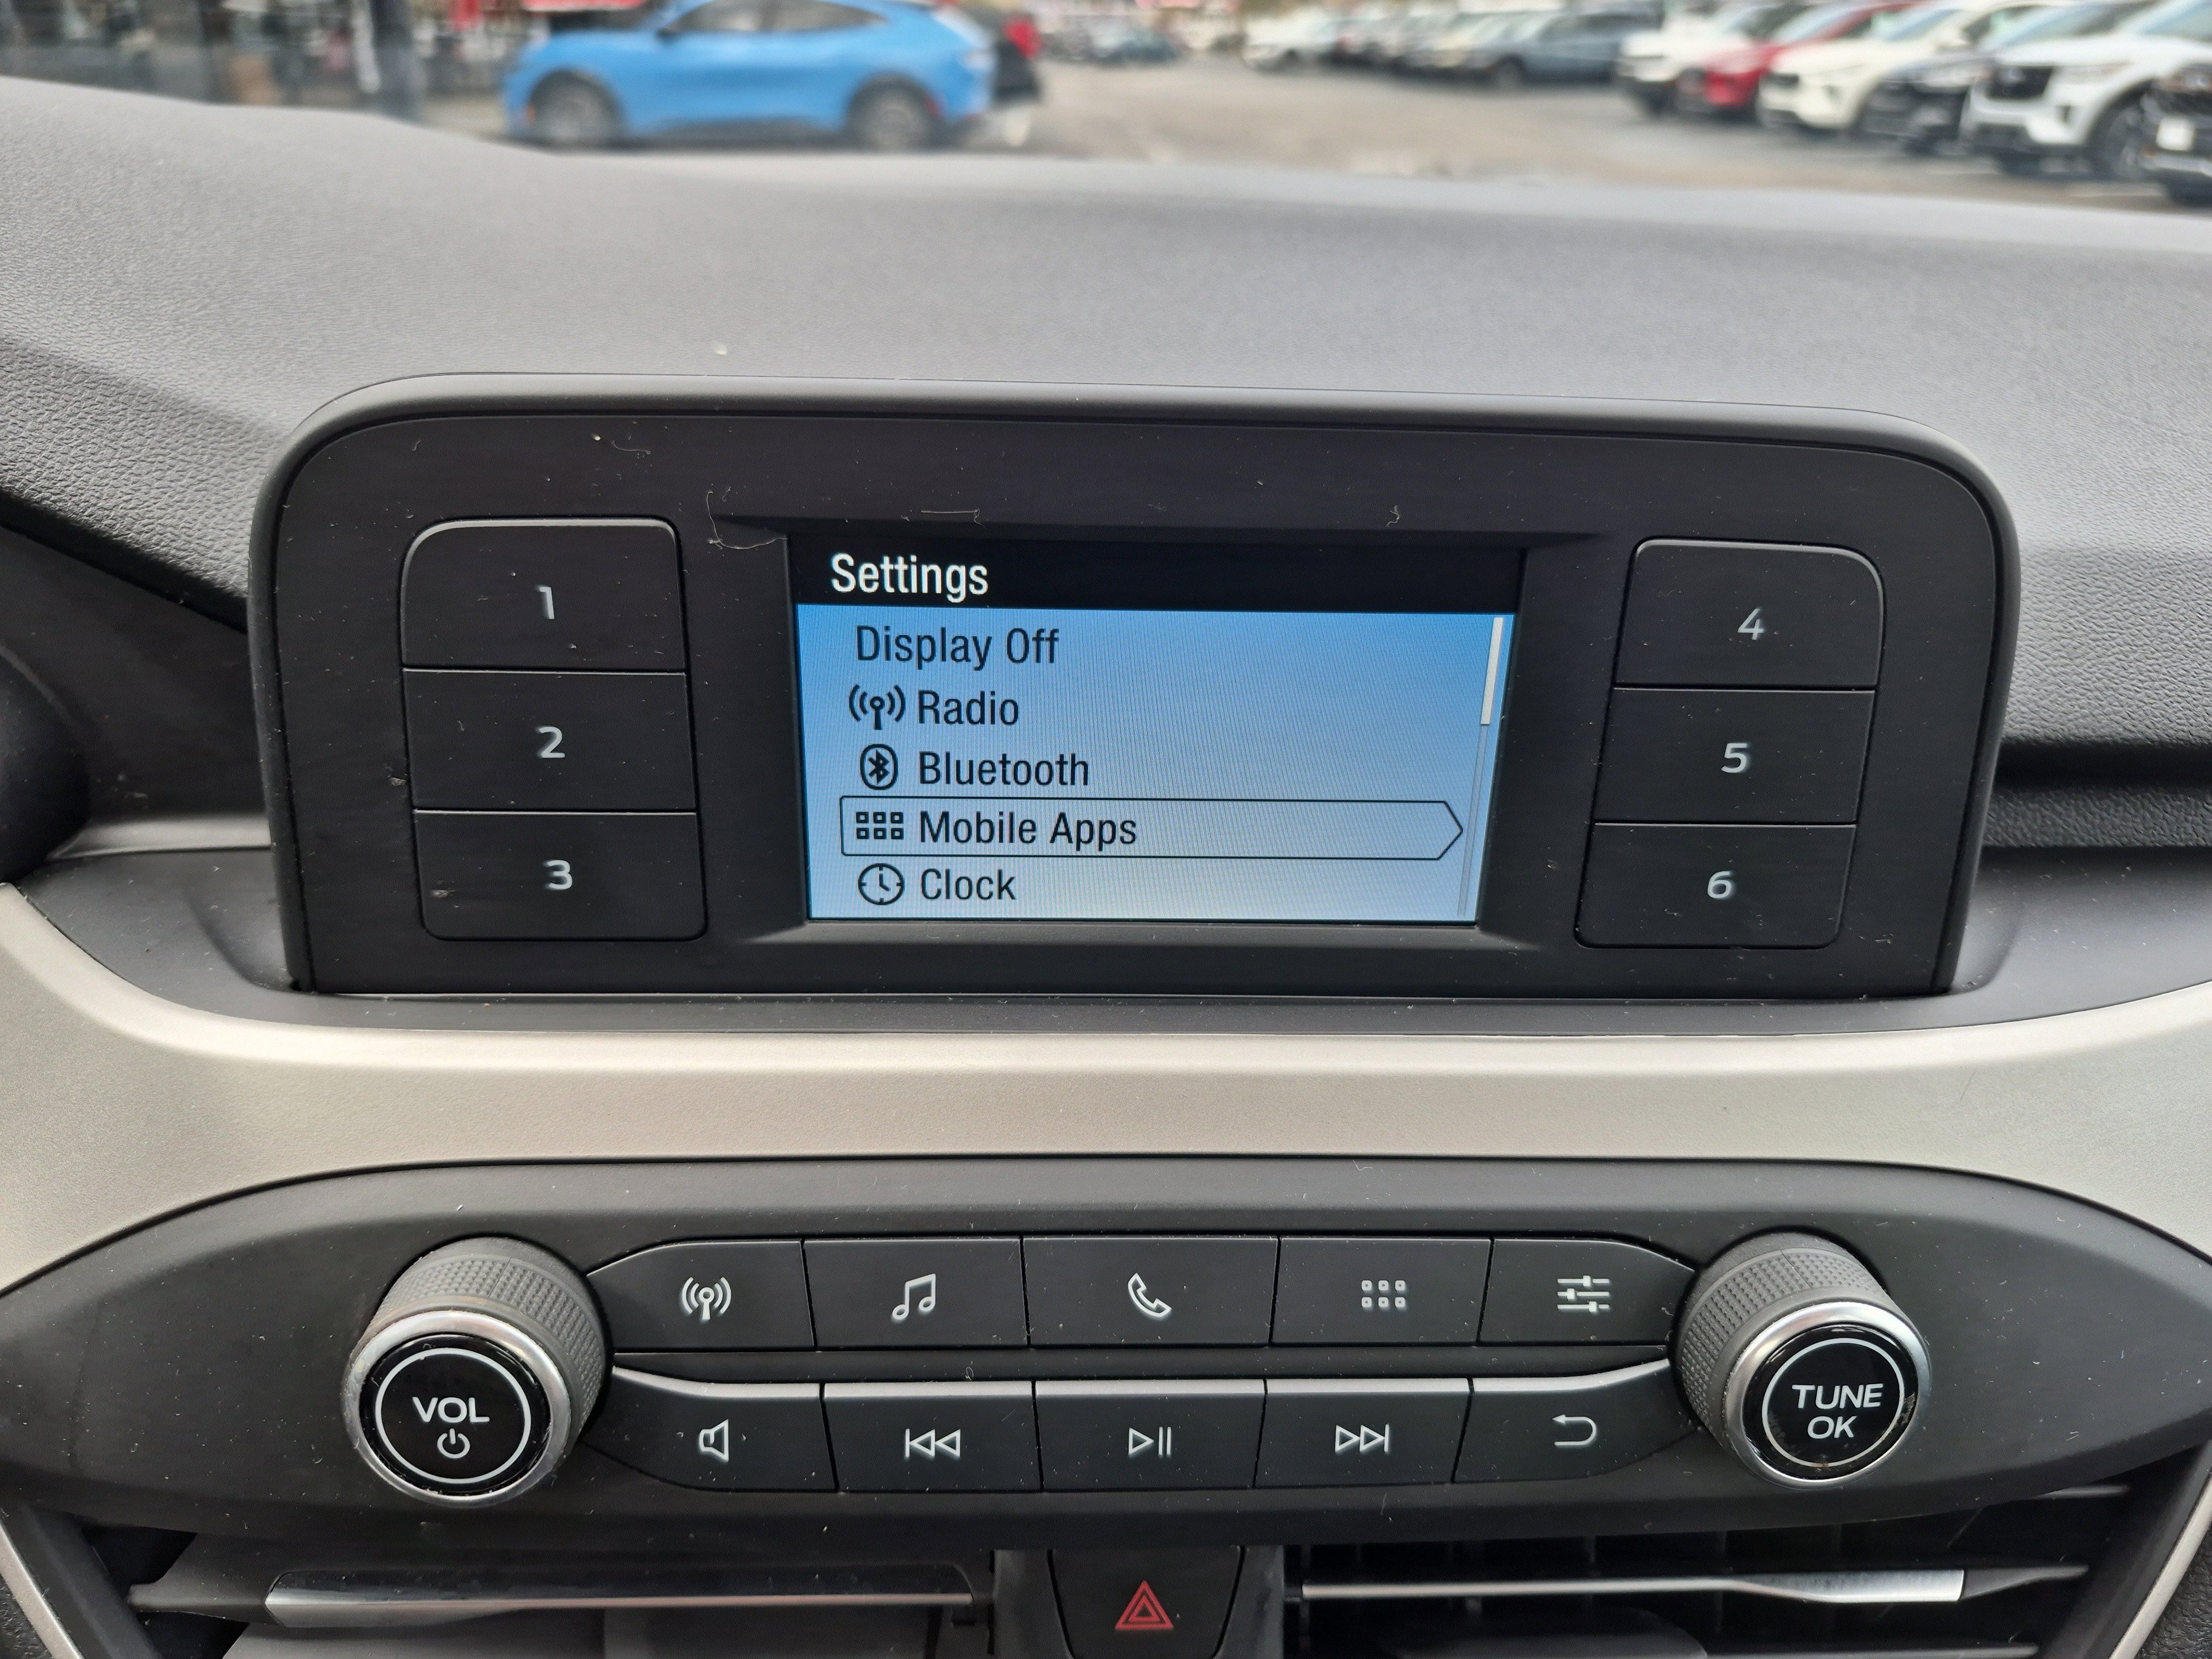 Settings
Display Off
Radio
Bluetooth
Mobile Apps
Clock
1
2
3
4
5
6
VOL
TUNE
OK